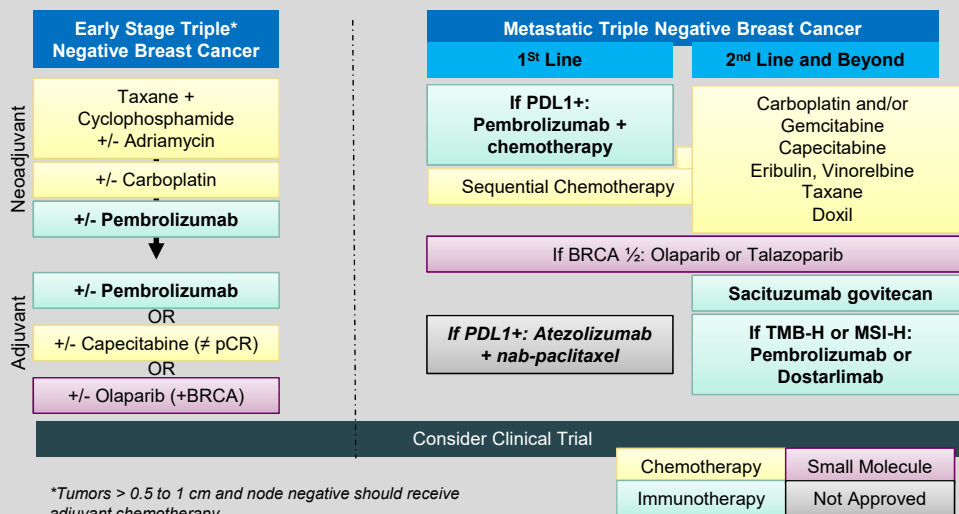 Early Stage Triple*
Negative Breast Cancer
Neoadjuvant
Taxane +
Cyclophosphamide
+/- Adriamycin
+/- Carboplatin
+/- Pembrolizumab
Adjuvant
+/- Pembrolizumab
OR
+/- Capecitabine (≠ pCR)
OR
+/- Olaparib (+BRCA)
Metastatic Triple Negative Breast Cancer
1St Line
2nd Line and Beyond
If PDL1+:
Pembrolizumab +
chemotherapy
Sequential Chemotherapy
Carboplatin and/or
Gemcitabine
Capecitabine
Eribulin, Vinorelbine
Taxane
Doxil
If BRCA ½: Olaparib or Talazoparib
Sacituzumab govitecan
If PDL1+: Atezolizumab
+ nab-paclitaxel
If TMB-H or MSI-H:
Pembrolizumab or
Dostarlimab
Consider Clinical Trial
*Tumors > 0.5 to 1 cm and node negative should receive
adjuvant chemotherapy
Chemotherapy
Small Molecule
Immunotherapy
Not Approved